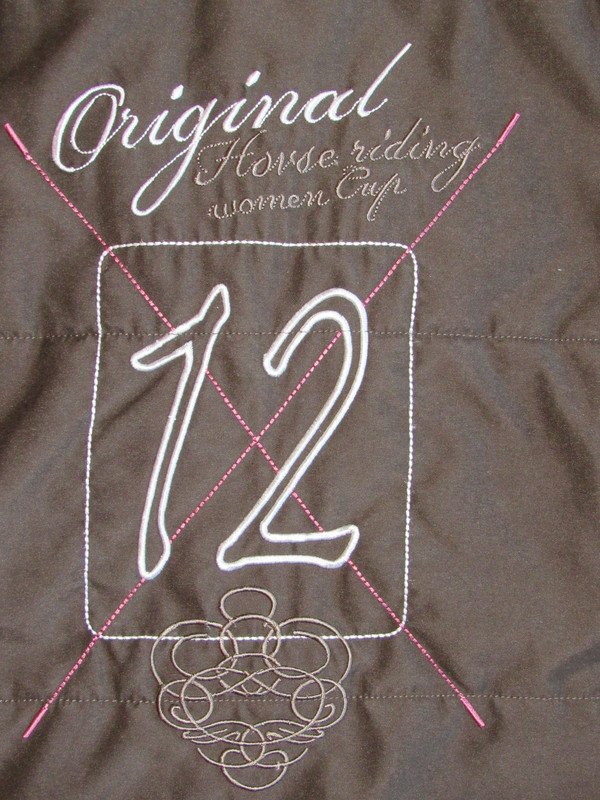 Original
Horse riding
women Cup
12